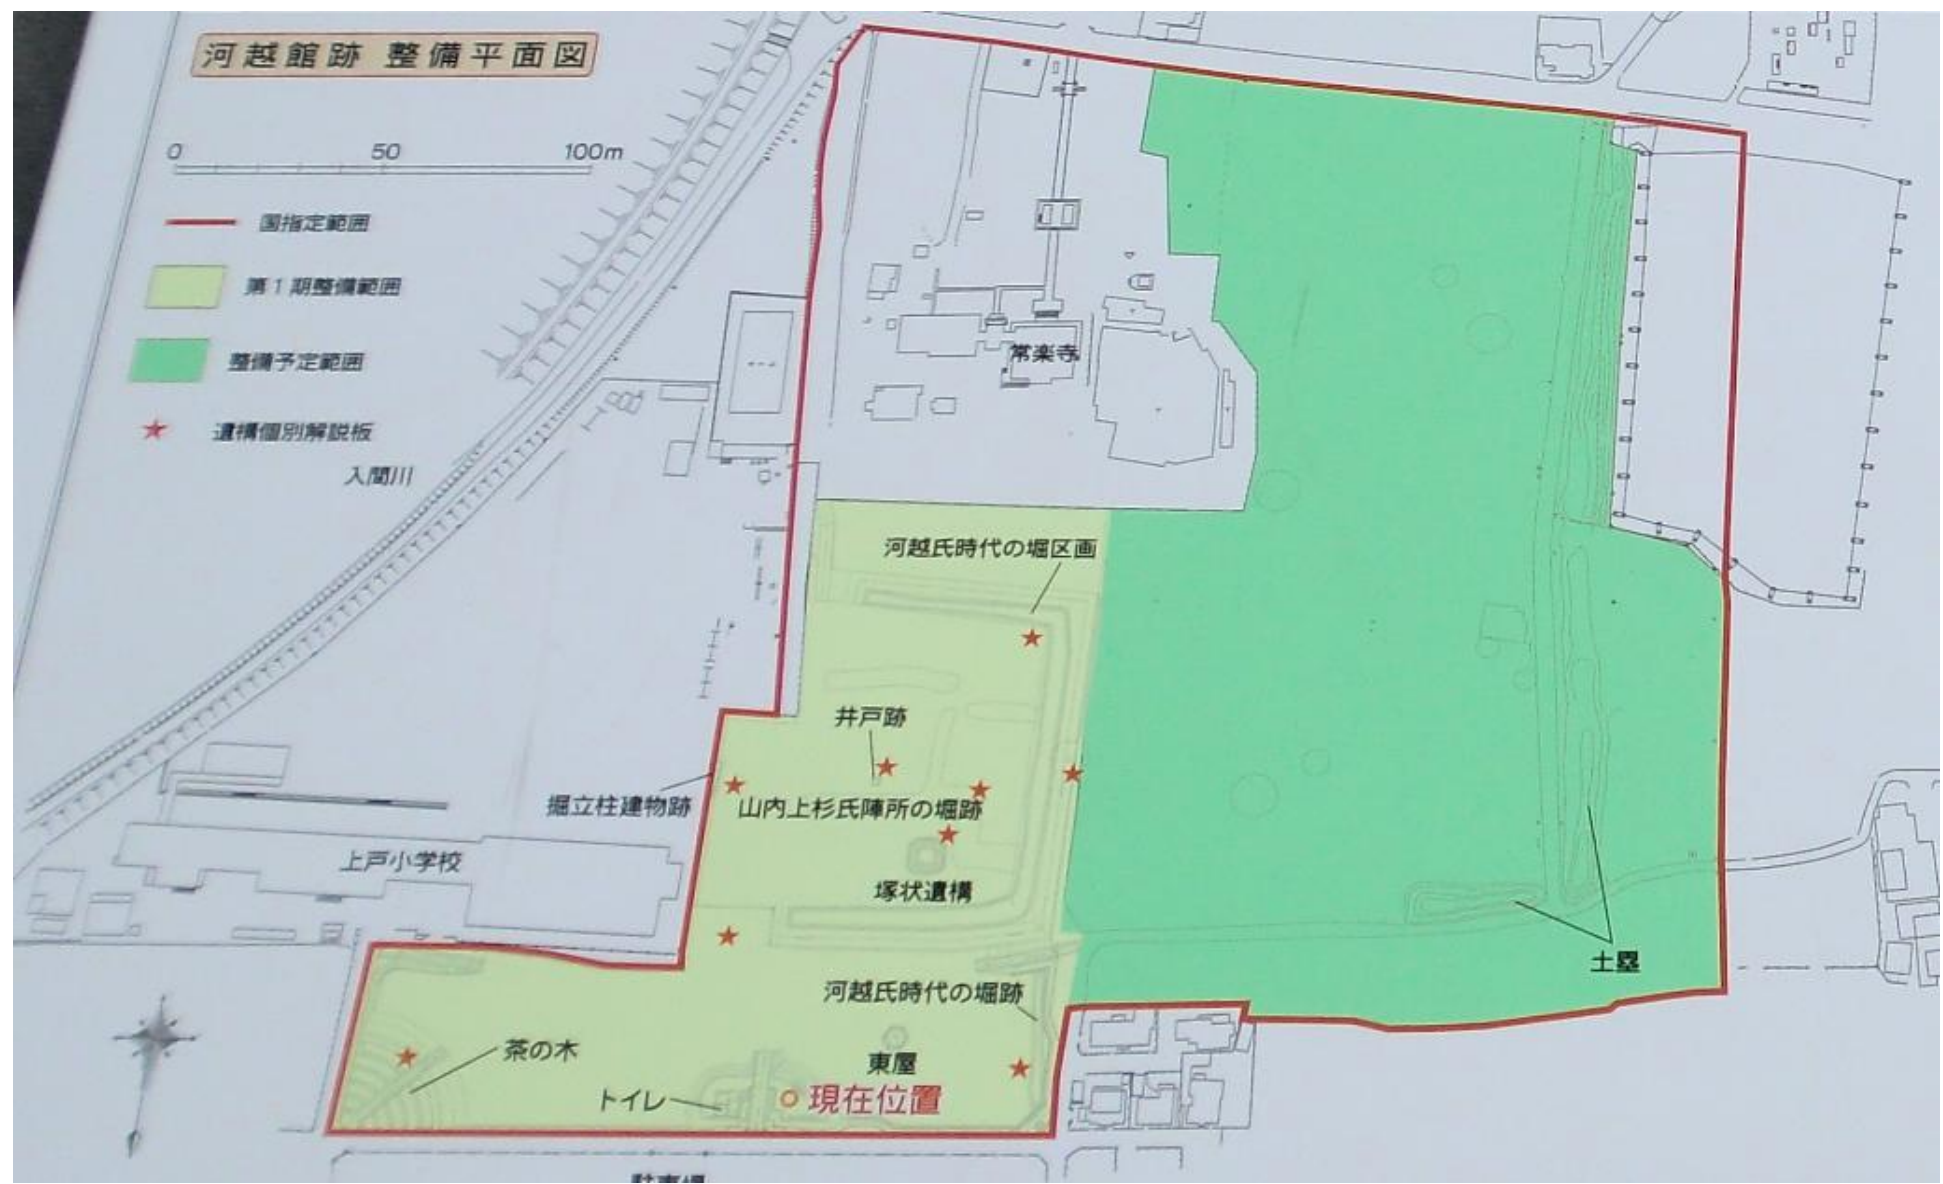 河越館跡 整備平面図
0 50 100m
国指定範囲
第1期整備範囲
整備予定範囲
遺構個別解説板
入間川
常楽寺
河越氏時代の堀区画
井戸跡
掘立柱建物跡
山内上杉氏陣所の堀跡
上戸小学校
塚状遺構
土塁
河越氏時代の堀跡
茶の木
東屋
トイレ
現在位置
駐車場